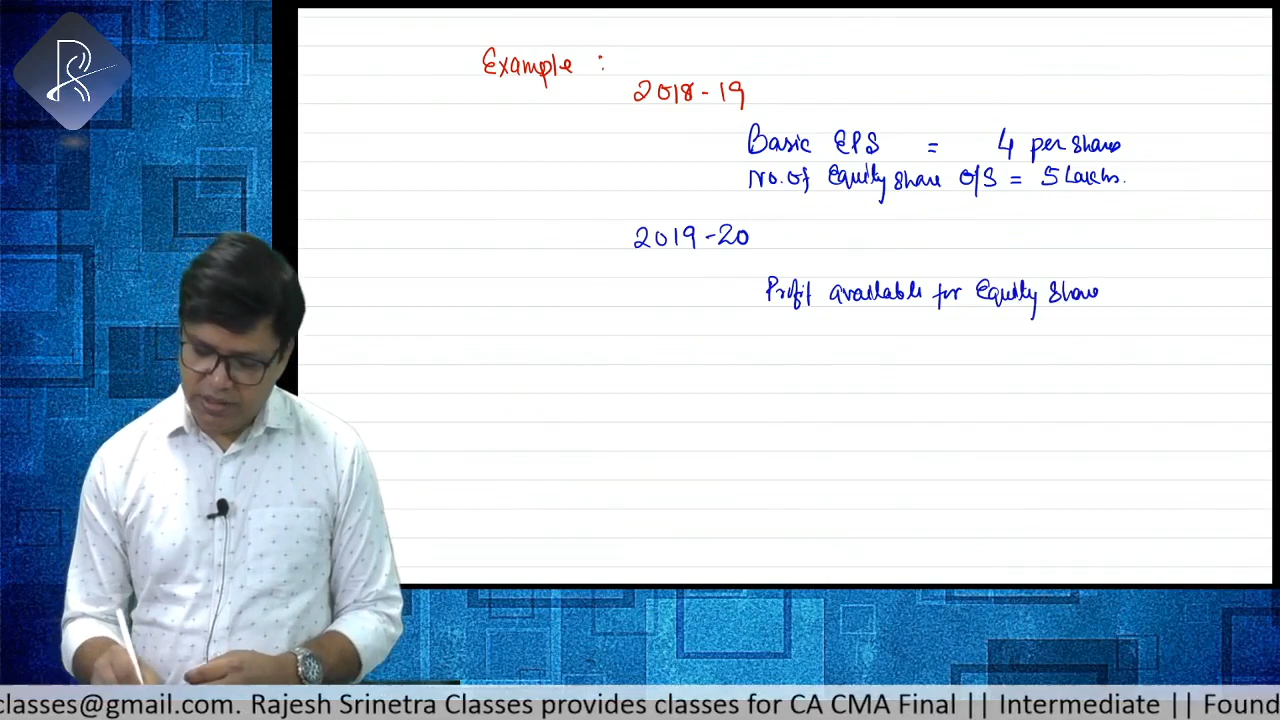 Example :
2018-19
Basic EPS = 4 per share
No. of Equity share O/S = 5 Lakhs.
2019-20
Profit available for Equity Share
classes@gmail.com. Rajesh Srinetra Classes provides classes for CA CMA Final || Intermediate || Found
RS